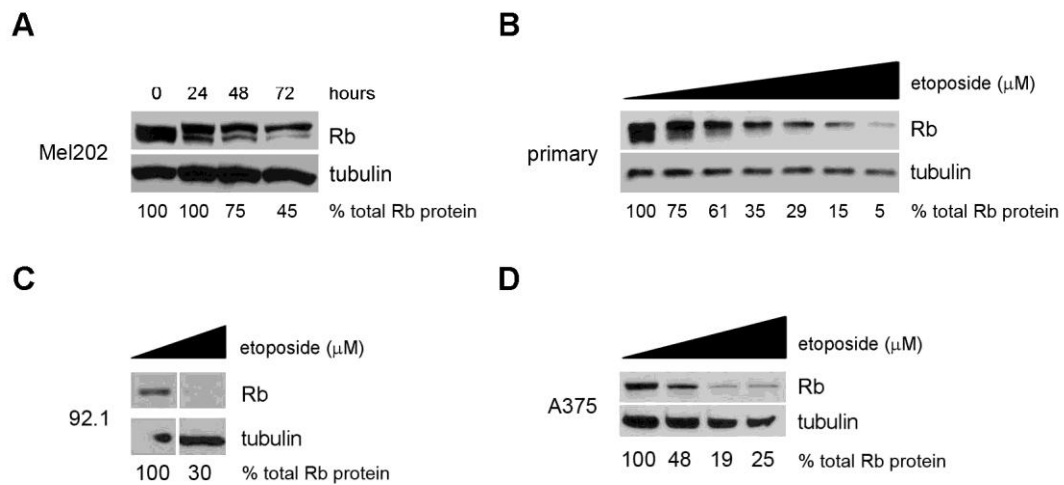 A
0 24 48 72 hours
Rb
Mel202
tubulin
100 100 75 45 % total Rb protein
B
etoposide (µM)
Rb
primary
tubulin
100 75 61 35 29 15 5 % total Rb protein
C
etoposide (µM)
Rb
92.1
tubulin
100 30 % total Rb protein
D
etoposide (µM)
Rb
A375
tubulin
100 48 19 25 % total Rb protein